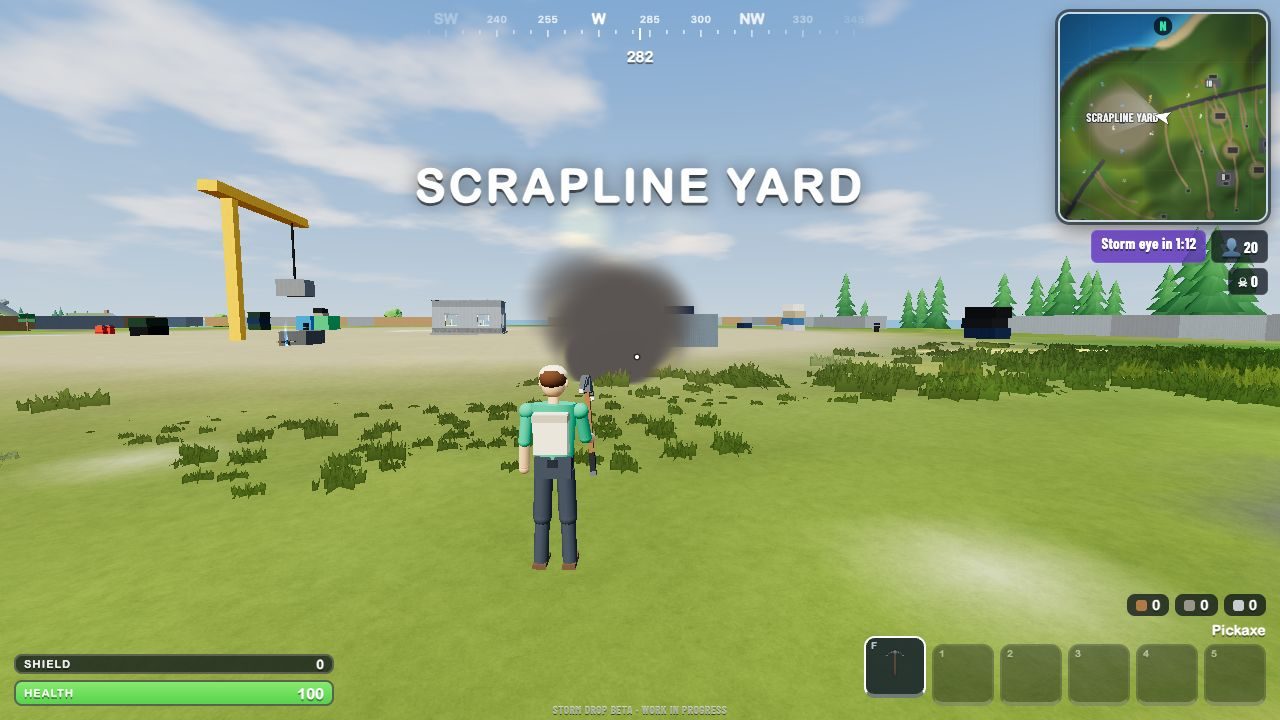 SW 240 255 W 285 300 NW 330 345
282
N
SCRAPLINE YARD
SCRAPLINE YARD
Storm eye in 1:12
20
0
0 0 0
Pickaxe
F 1 2 3 4 5
SHIELD 0
HEALTH 100
STORM DROP BETA - WORK IN PROGRESS